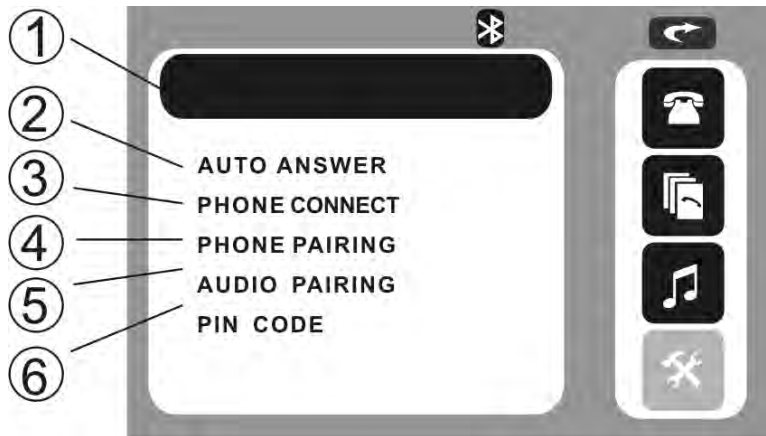 1
2
3
4
5
6
AUTO ANSWER
PHONE CONNECT
PHONE PAIRING
AUDIO PAIRING
PIN CODE